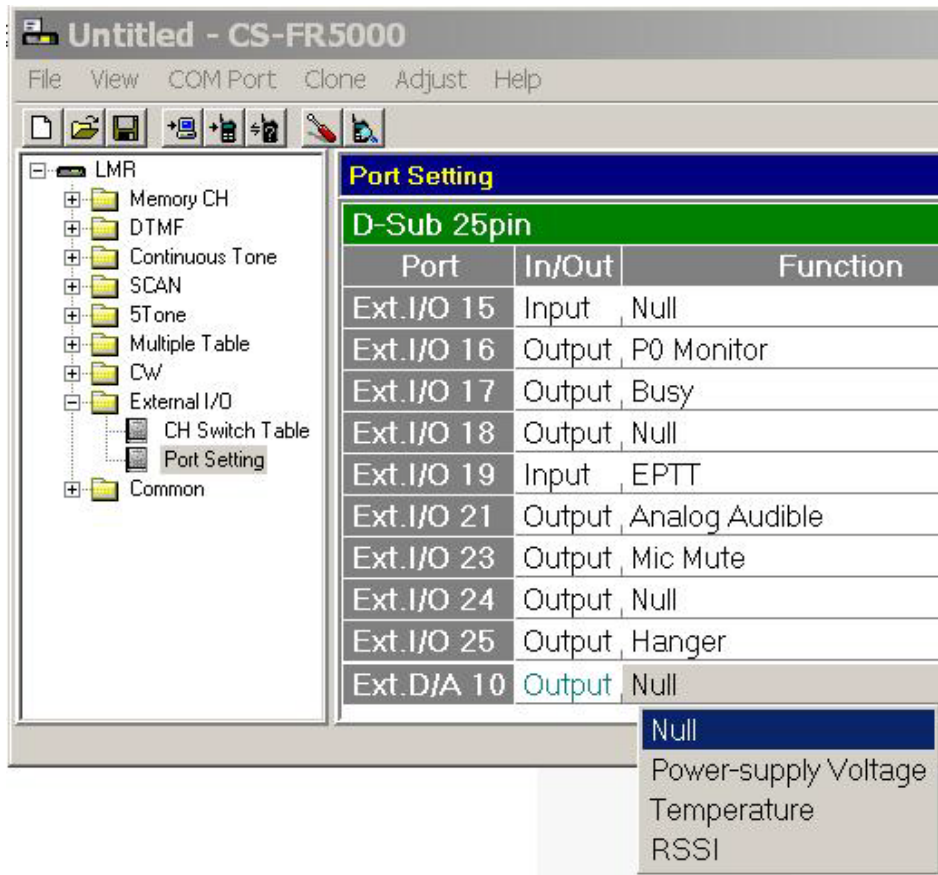 Untitled - CS-FR5000
File View COM Port Clone Adjust Help
LMR
Memory CH
DTMF
Continuous Tone
SCAN
5Tone
Multiple Table
CW
External I/O
CH Switch Table
Port Setting
Common
Port Setting
D-Sub 25pin
Port In/Out Function
Ext.I/O 15 Input Null
Ext.I/O 16 Output P0 Monitor
Ext.I/O 17 Output Busy
Ext.I/O 18 Output Null
Ext.I/O 19 Input EPTT
Ext.I/O 21 Output Analog Audible
Ext.I/O 23 Output Mic Mute
Ext.I/O 24 Output Null
Ext.I/O 25 Output Hanger
Ext.D/A 10 Output Null
Null
Power-supply Voltage
Temperature
RSSI